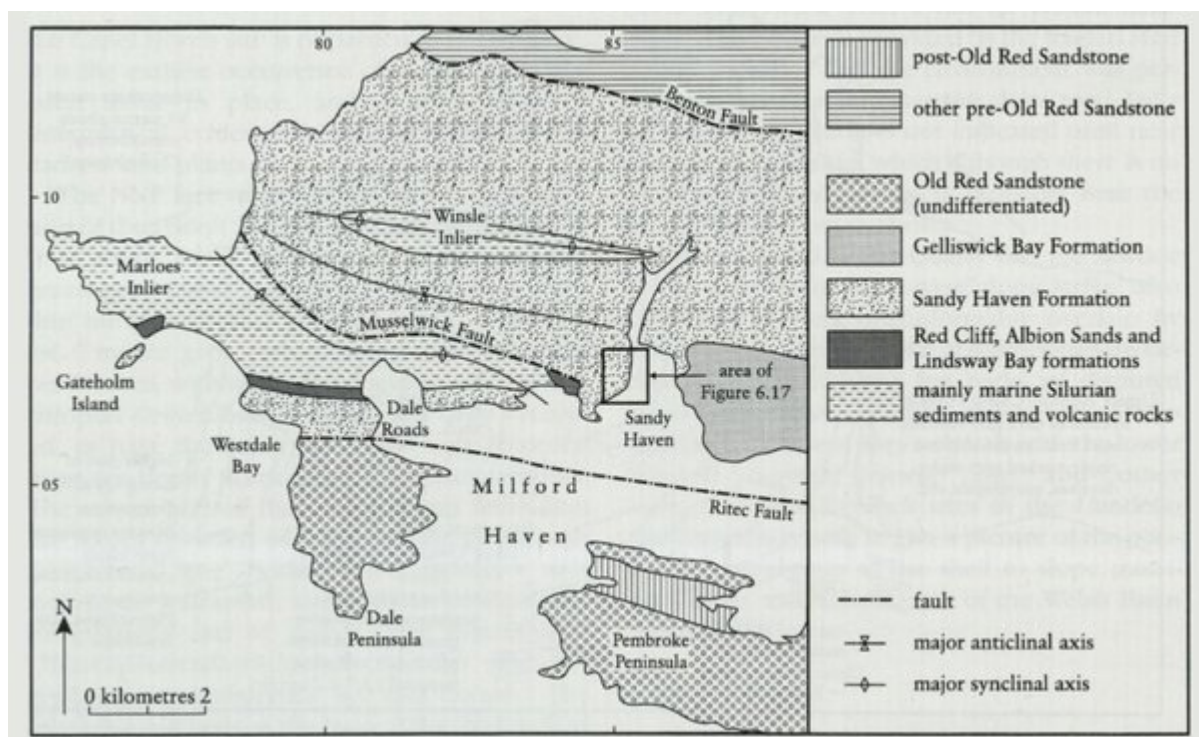 80
85
Benton Fault
10
Winsle
Inlier
Marloes
Inlier
Musselwick Fault
Gateholm
Island
Dale
Roads
area of
Figure 6.17
Sandy
Haven
Westdale
Bay
05
Milford
Haven
Ritec Fault
N
Dale
Peninsula
Pembroke
Peninsula
0 kilometres 2
post-Old Red Sandstone
other pre-Old Red Sandstone
Old Red Sandstone
(undifferentiated)
Gelliswick Bay Formation
Sandy Haven Formation
Red Cliff, Albion Sands and
Lindsway Bay formations
mainly marine Silurian
sediments and volcanic rocks
fault
major anticlinal axis
major synclinal axis